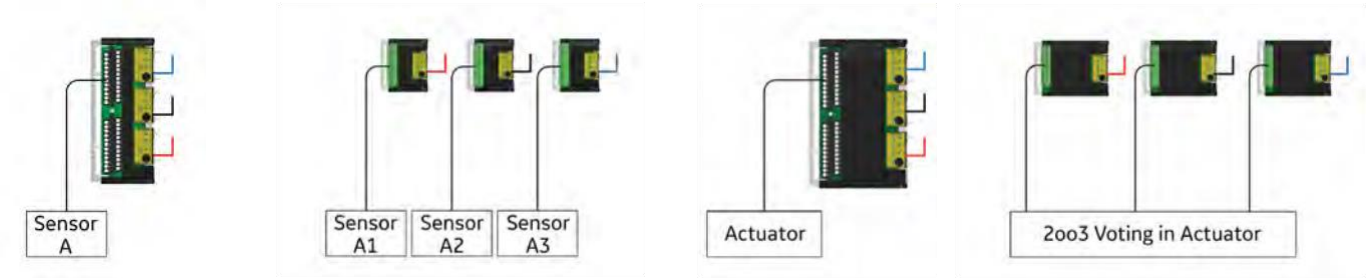 Sensor
A
Sensor
A1
Sensor
A2
Sensor
A3
Actuator
2oo3 Voting in Actuator